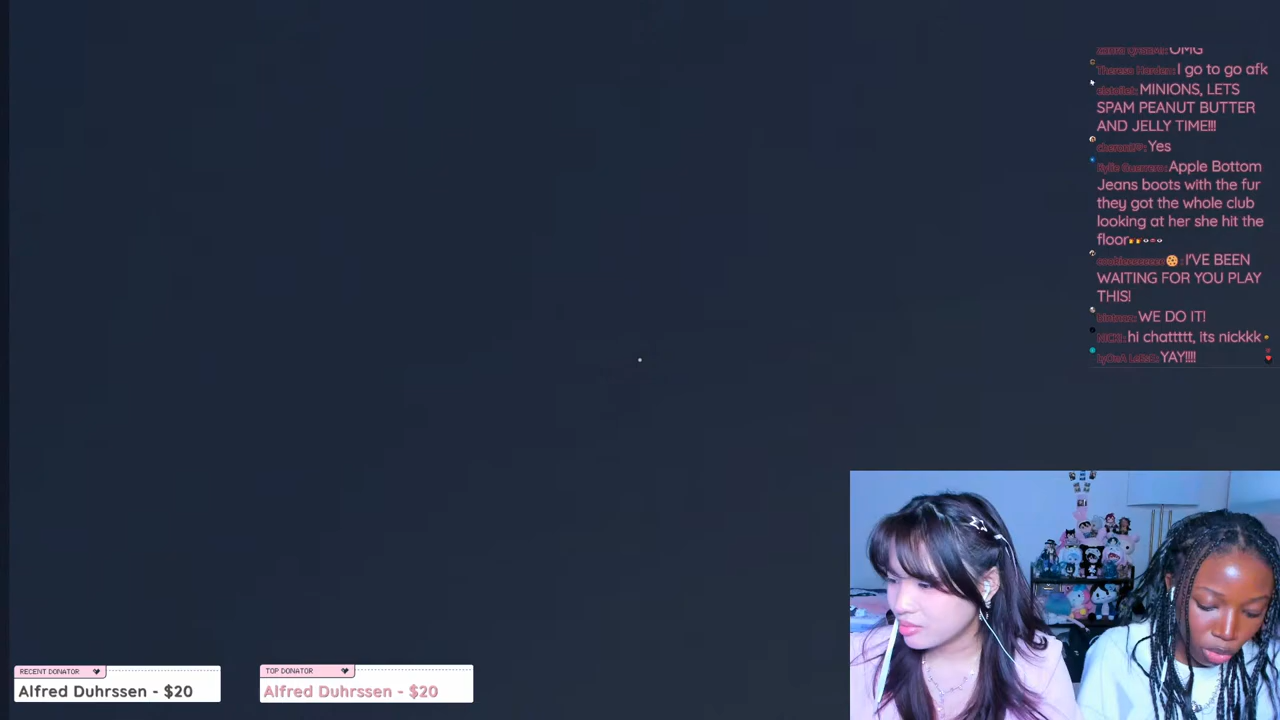 OMG
I go to go afk
MINIONS, LETS
SPAM PEANUT BUTTER
AND JELLY TIME!!!
Yes
Apple Bottom
Jeans boots with the fur
they got the whole club
looking at her she hit the
floor
I'VE BEEN
WAITING FOR YOU PLAY
THIS!
WE DO IT!
hi chattttt, its nickkk
YAY!!!!
RECENT DONATOR
Alfred Duhrssen - $20
TOP DONATOR
Alfred Duhrssen - $20